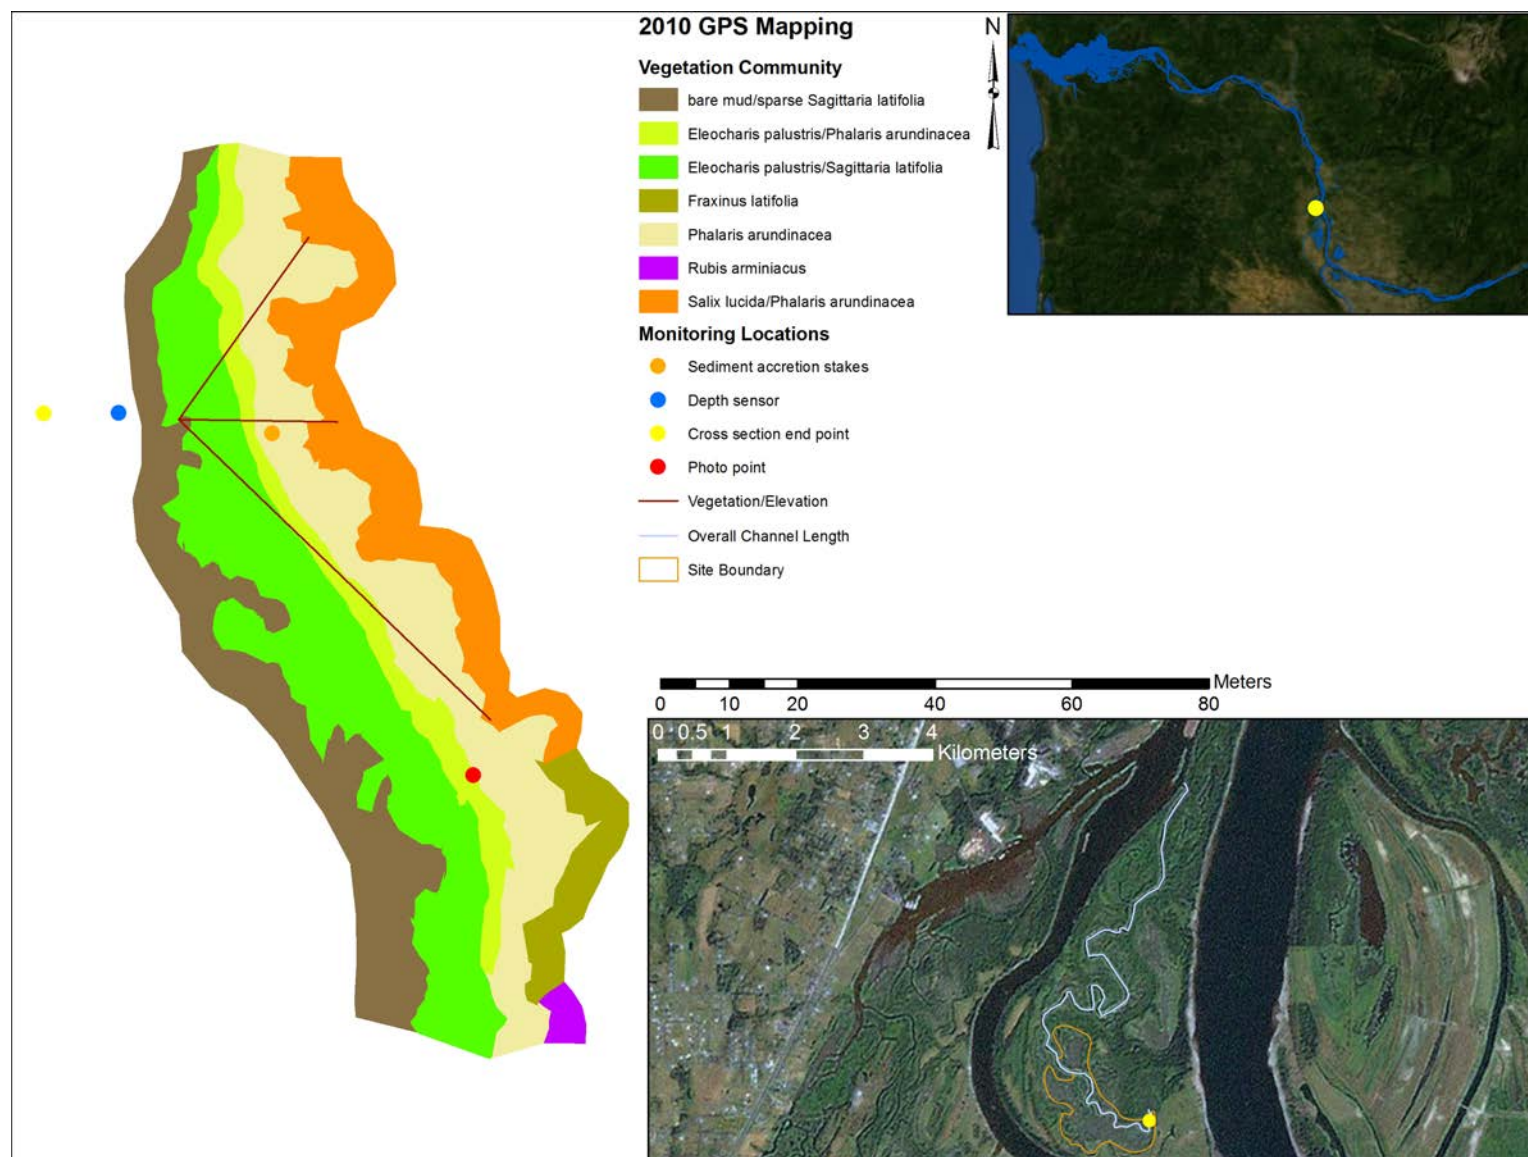 2010 GPS Mapping
N
Vegetation Community
bare mud/sparse Sagittaria latifolia
Eleocharis palustris/Phalaris arundinacea
Eleocharis palustris/Sagittaria latifolia
Fraxinus latifolia
Phalaris arundinacea
Rubis arminiacus
Salix lucida/Phalaris arundinacea
Monitoring Locations
Sediment accretion stakes
Depth sensor
Cross section end point
Photo point
Vegetation/Elevation
Overall Channel Length
Site Boundary
Meters
0 10 20 40 60 80
0 0.5 1 2 3 4
Kilometers